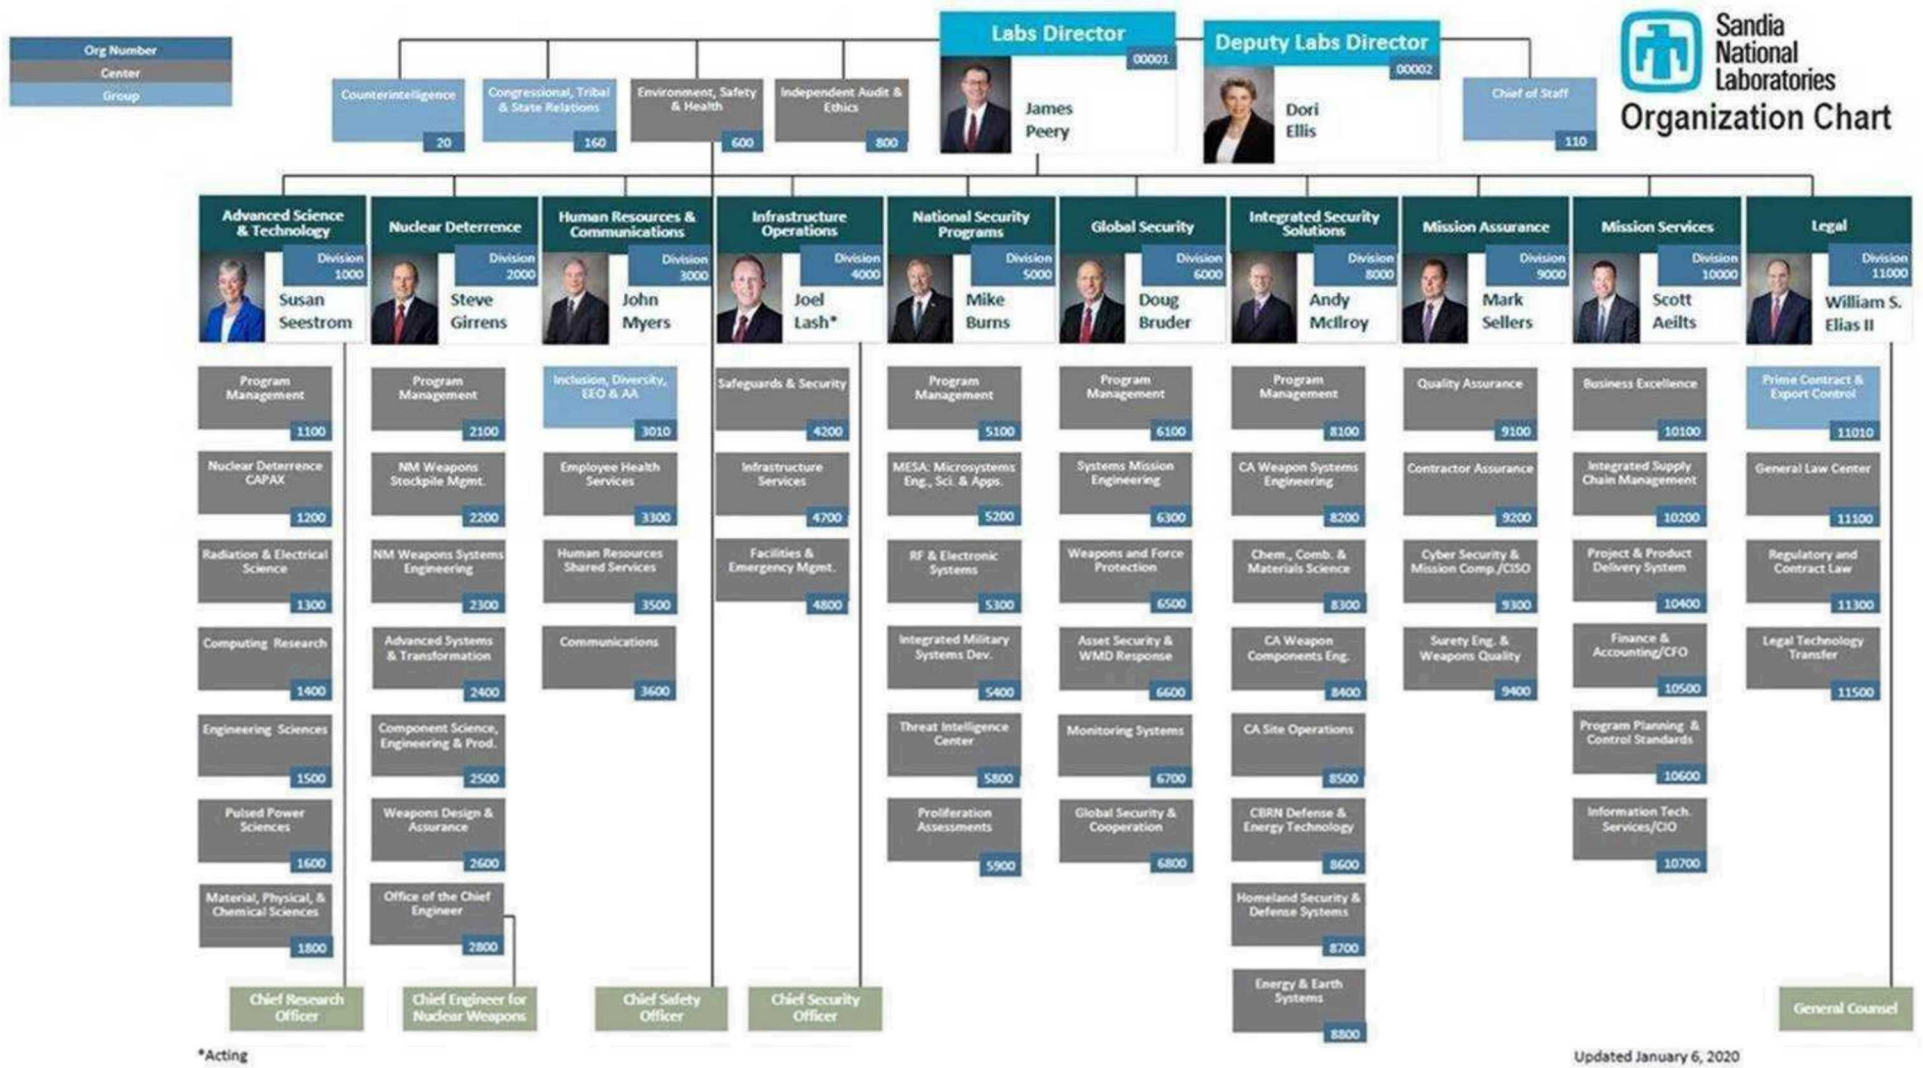 Org Number
Center
Group
Labs Director
00001
James
Peery
Deputy Labs Director
00002
Dori
Ellis
Sandia
National
Laboratories
Organization Chart
Counterintelligence
20
Congressional, Tribal
& State Relations
160
Environment, Safety
& Health
600
Independent Audit &
Ethics
800
Chief of Staff
110
Advanced Science
& Technology
Division
1000
Susan
Seestrom
Program
Management
1100
Nuclear Deterrence
CAPAX
1200
Radiation & Electrical
Science
1300
Computing Research
1400
Engineering Sciences
1500
Pulsed Power
Sciences
1600
Material, Physical, &
Chemical Sciences
1800
Chief Research
Officer
Nuclear Deterrence
Division
2000
Steve
Girrens
Program
Management
2100
NM Weapons
Stockpile Mgmt.
2200
NM Weapons Systems
Engineering
2300
Advanced Systems
& Transformation
2400
Component Science,
Engineering & Prod.
2500
Weapons Design &
Assurance
2600
Office of the Chief
Engineer
2800
Chief Engineer for
Nuclear Weapons
Human Resources &
Communications
Division
3000
John
Myers
Inclusion, Diversity,
EEO & AA
3010
Employee Health
Services
3300
Human Resources
Shared Services
3500
Communications
3600
Chief Safety
Officer
Infrastructure
Operations
Division
4000
Joel
Lash*
Safeguards & Security
4200
Infrastructure
Services
4700
Facilities &
Emergency Mgmt.
4800
Chief Security
Officer
National Security
Programs
Division
5000
Mike
Burns
Program
Management
5100
MESA: Microsystems
Eng., Sci. & Apps.
5200
RF & Electronic
Systems
5300
Integrated Military
Systems Dev.
5400
Threat Intelligence
Center
5800
Proliferation
Assessments
5900
Global Security
Division
6000
Doug
Bruder
Program
Management
6100
Systems Mission
Engineering
6300
Weapons and Force
Protection
6500
Asset Security &
WMD Response
6600
Monitoring Systems
6700
Global Security &
Cooperation
6800
Integrated Security
Solutions
Division
8000
Andy
McIlroy
Program
Management
8100
CA Weapon Systems
Engineering
8200
Chem., Comb. &
Materials Science
8300
CA Weapon
Components Eng.
8400
CA Site Operations
8500
CBRN Defense &
Energy Technology
8600
Homeland Security &
Defense Systems
8700
Energy & Earth
Systems
8800
Mission Assurance
Division
9000
Mark
Sellers
Quality Assurance
9100
Contractor Assurance
9200
Cyber Security &
Mission Comp./CISO
9300
Surety Eng. &
Weapons Quality
9400
Mission Services
Division
10000
Scott
Aeilts
Business Excellence
10100
Integrated Supply
Chain Management
10200
Project & Product
Delivery System
10400
Finance &
Accounting/CFO
10500
Program Planning &
Control Standards
10600
Information Tech.
Services/CIO
10700
Legal
Division
11000
William S.
Elias II
Prime Contract &
Export Control
11010
General Law Center
11100
Regulatory and
Contract Law
11300
Legal Technology
Transfer
11500
General Counsel
*Acting
Updated January 6, 2020